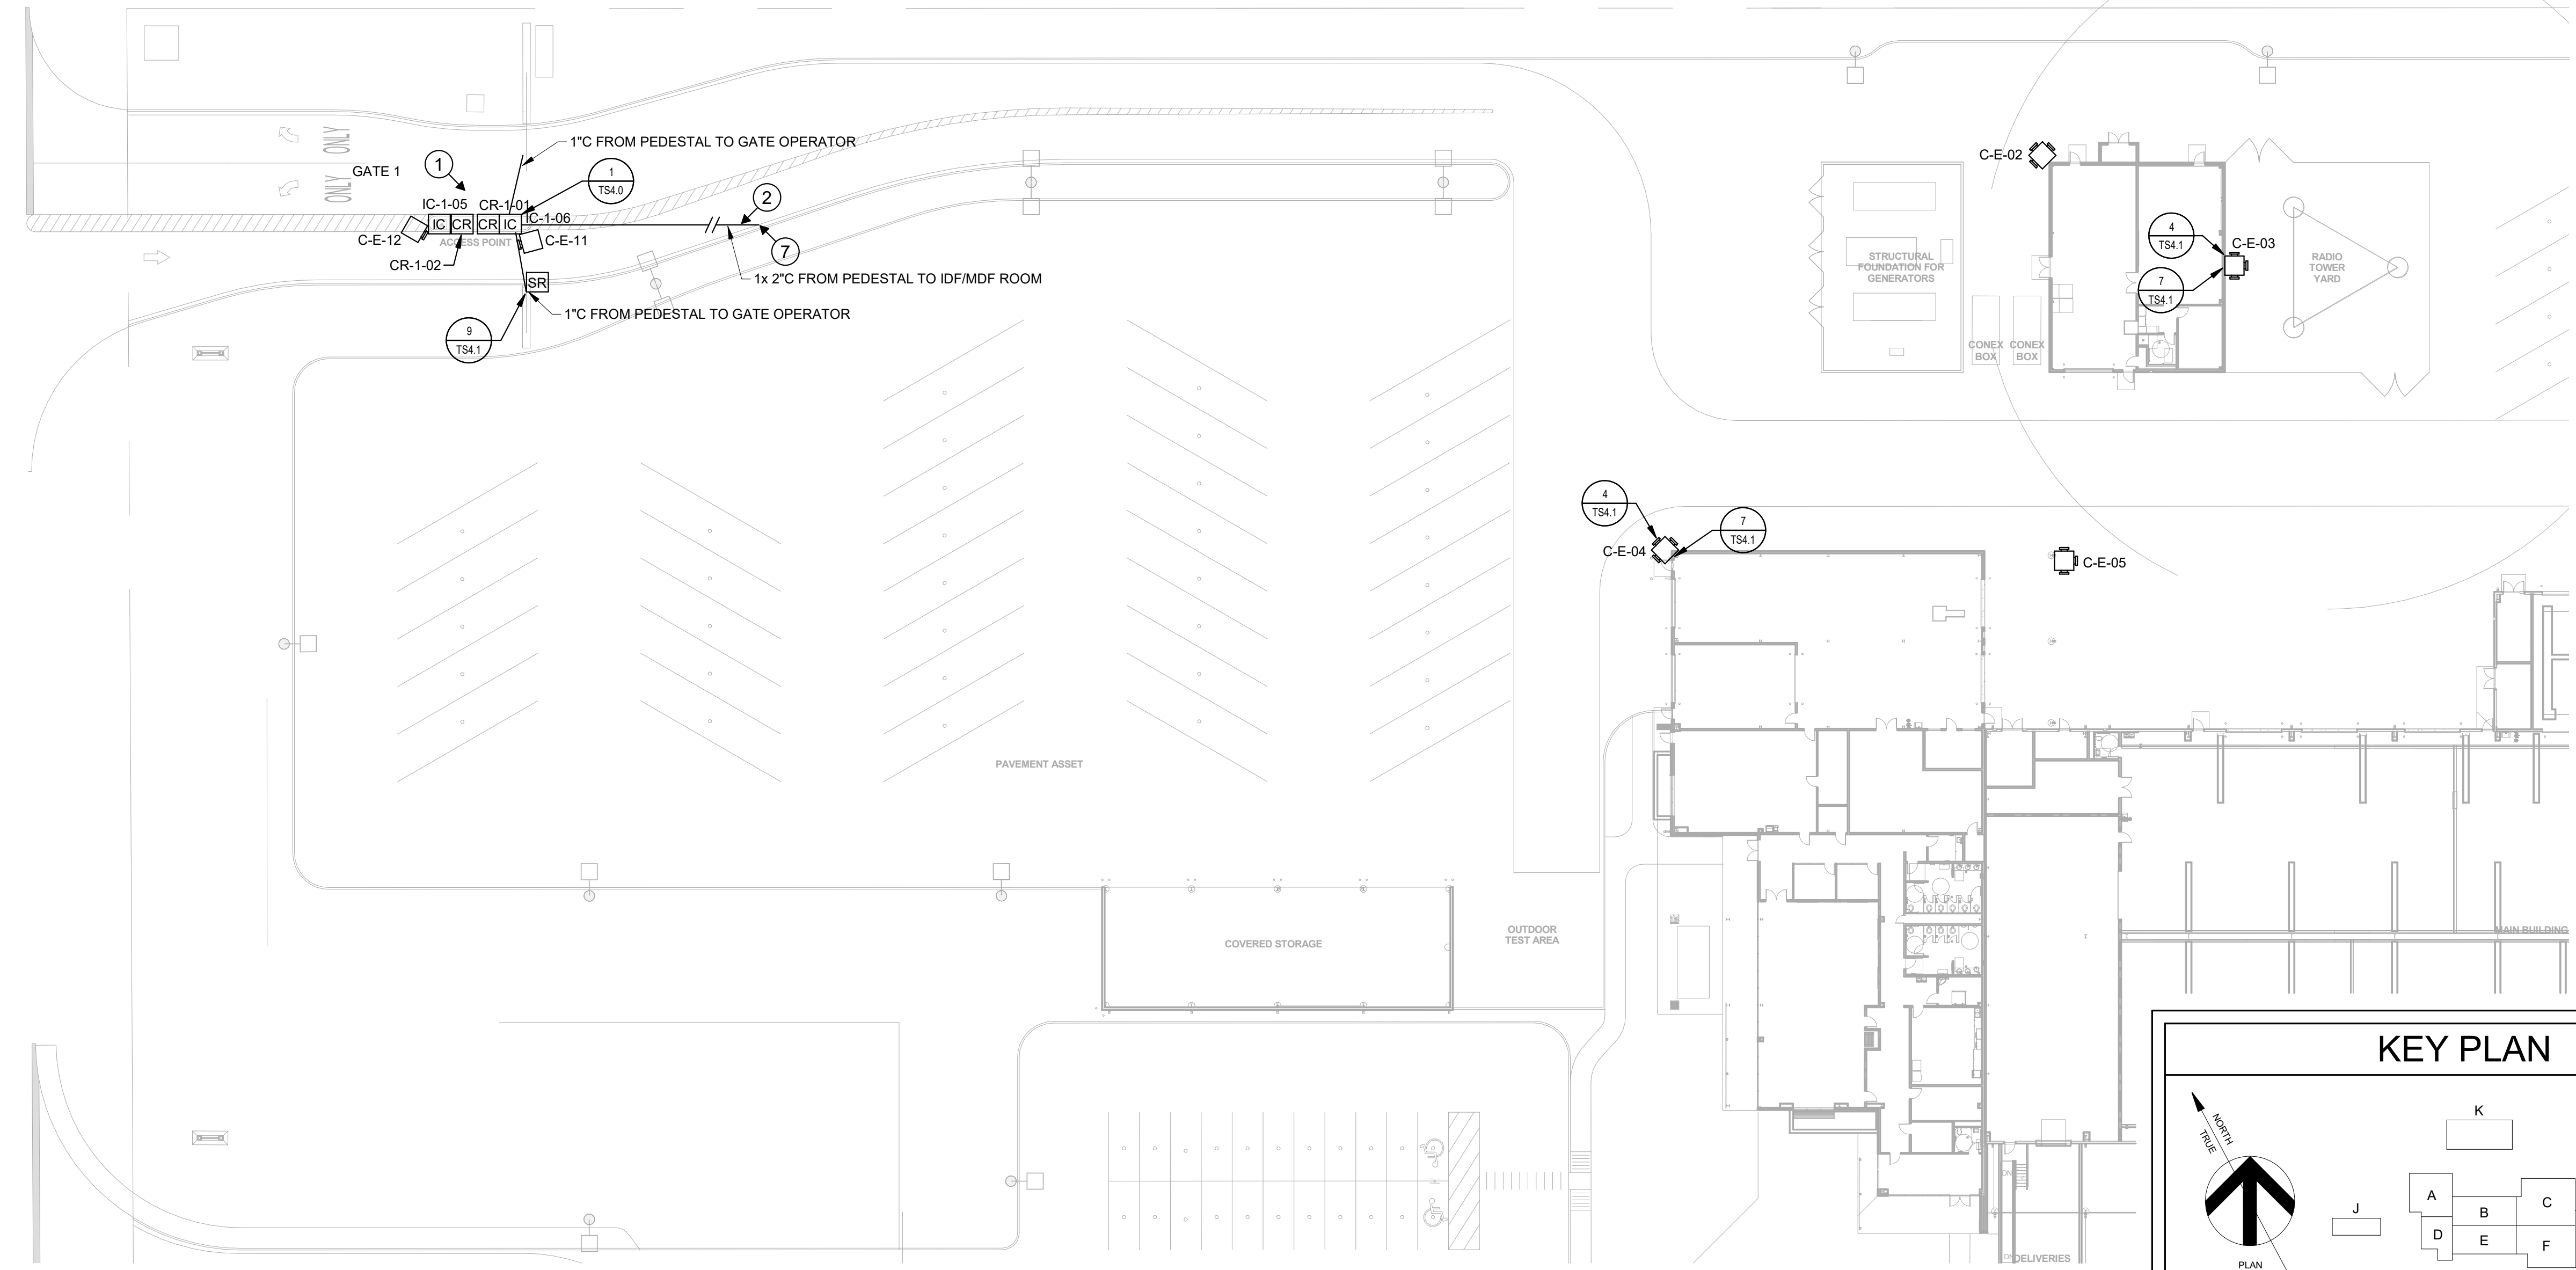 ONLY
ONLY
GATE 1
1
1"C FROM PEDESTAL TO GATE OPERATOR
1
TS4.0
IC-1-05
CR-1-01
IC-1-06
IC
CR
CR
IC
C-E-12
ACCESS POINT
C-E-11
CR-1-02
SR
2
7
1x 2"C FROM PEDESTAL TO IDF/MDF ROOM
1"C FROM PEDESTAL TO GATE OPERATOR
9
TS4.1
C-E-02
4
TS4.1
C-E-03
7
TS4.1
STRUCTURAL
FOUNDATION FOR
GENERATORS
RADIO
TOWER
YARD
CONEX
BOX
CONEX
BOX
4
TS4.1
7
TS4.1
C-E-04
C-E-05
PAVEMENT ASSET
COVERED STORAGE
OUTDOOR
TEST AREA
MAIN BUILDING
DN
DN
DELIVERIES
KEY PLAN
NORTH
TRUE
PLAN
K
A
B
C
J
D
E
F